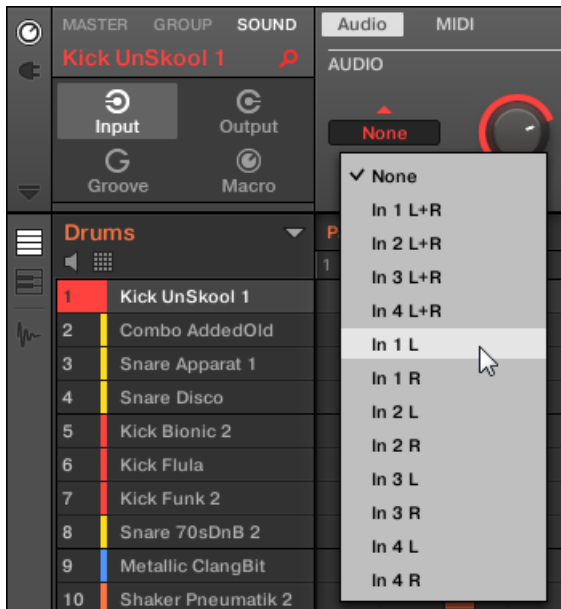 MASTER GROUP SOUND Audio MIDI
Kick UnSkool 1
AUDIO
Input Output
None
Groove Macro
None
In 1 L+R
In 2 L+R
In 3 L+R
In 4 L+R
In 1 L
In 1 R
In 2 L
In 2 R
In 3 L
In 3 R
In 4 L
In 4 R
Drums
1
1 Kick UnSkool 1
2 Combo AddedOld
3 Snare Apparat 1
4 Snare Disco
5 Kick Bionic 2
6 Kick Flula
7 Kick Funk 2
8 Snare 70sDnB 2
9 Metallic ClangBit
10 Shaker Pneumatik 2